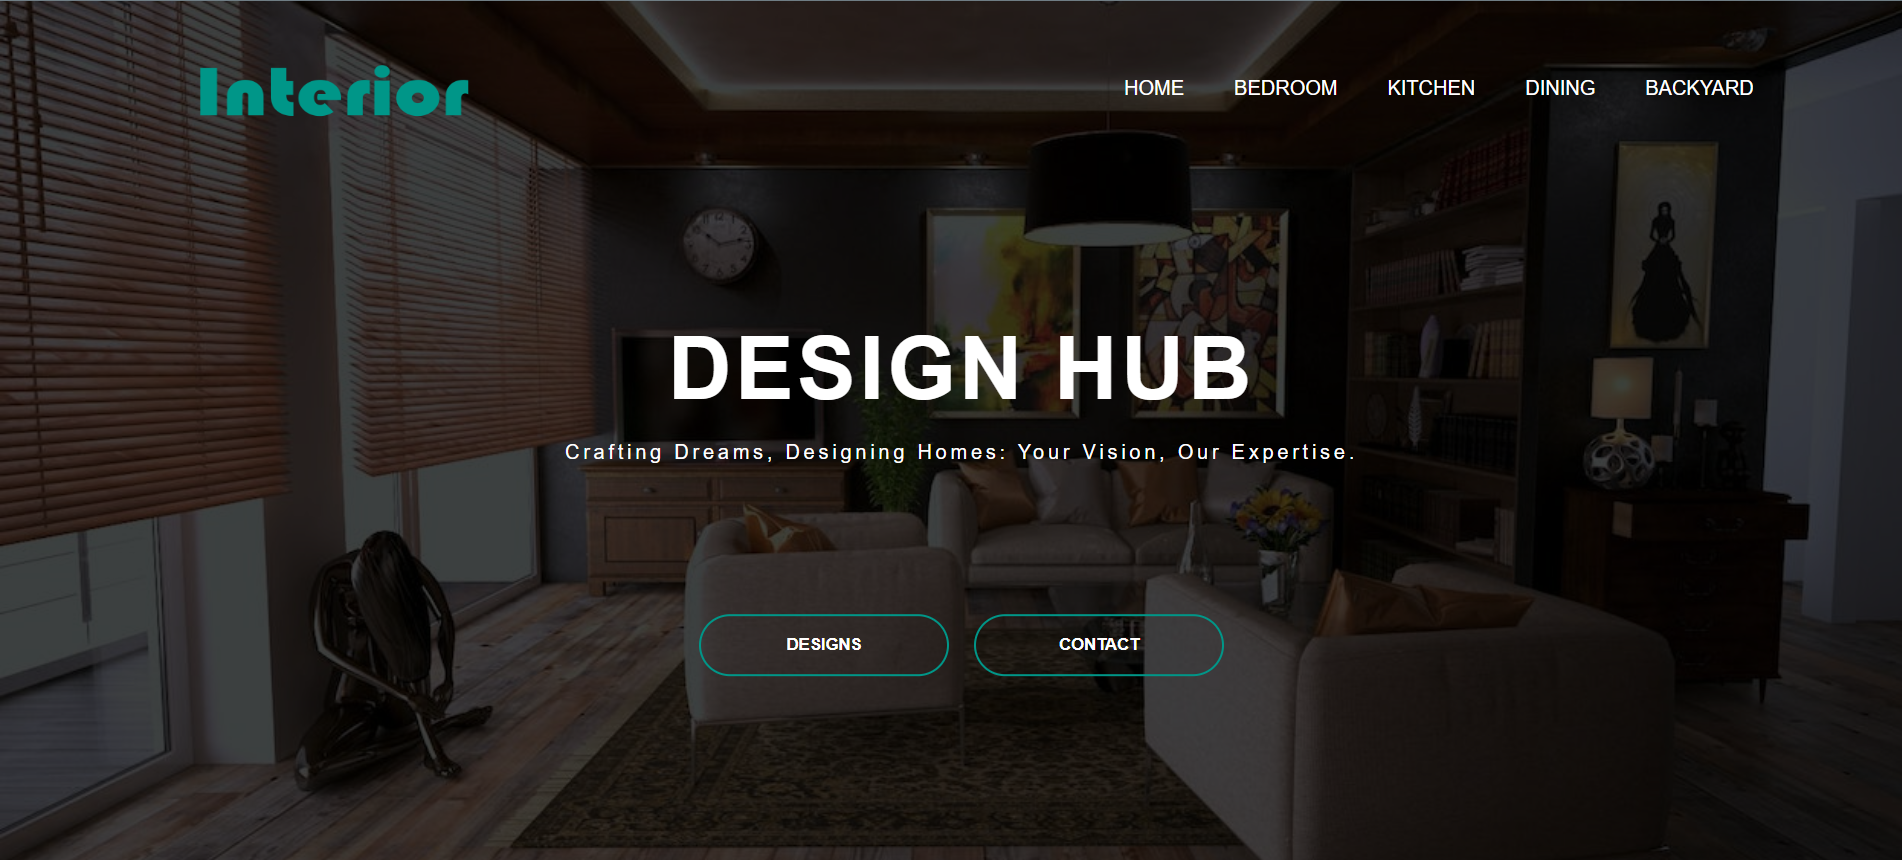 Interior
HOME BEDROOM KITCHEN DINING BACKYARD
DESIGN HUB
Crafting Dreams, Designing Homes: Your Vision, Our Expertise.
DESIGNS CONTACT